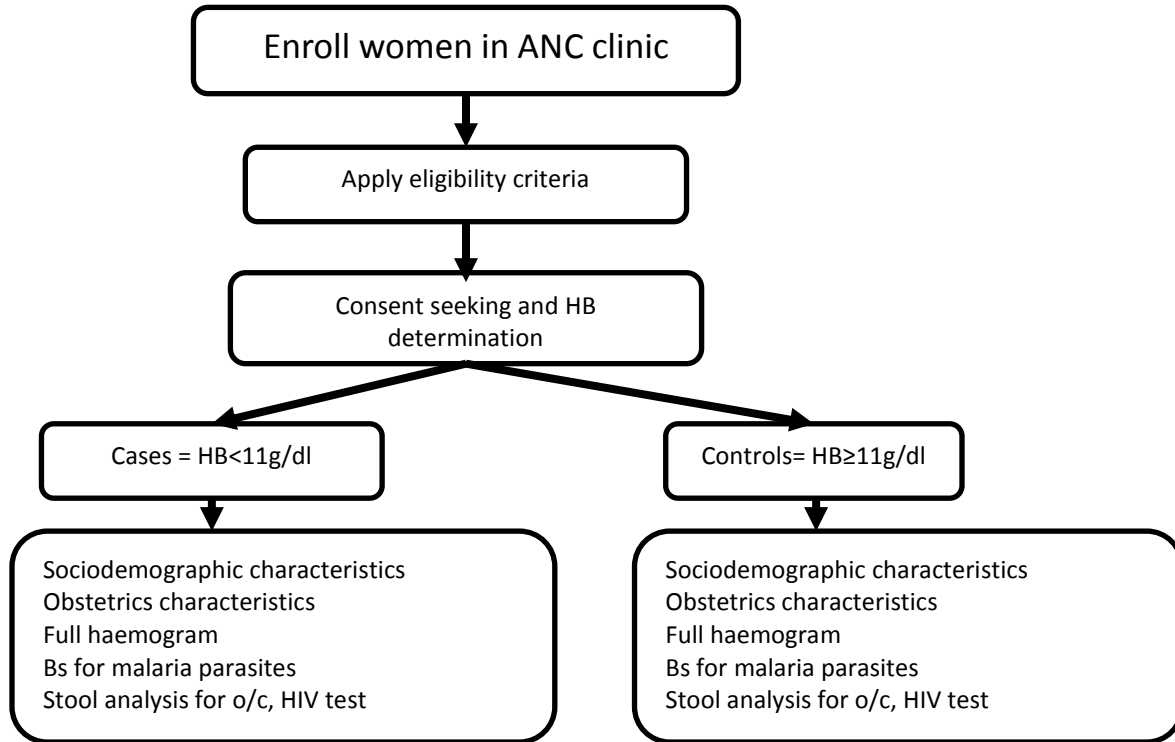 Enroll women in ANC clinic
Apply eligibility criteria
Consent seeking and HB
determination
Cases = HB<11g/dl
Controls= HB≥11g/dl
Sociodemographic characteristics
Obstetrics characteristics
Full haemogram
Bs for malaria parasites
Stool analysis for o/c, HIV test
Sociodemographic characteristics
Obstetrics characteristics
Full haemogram
Bs for malaria parasites
Stool analysis for o/c, HIV test